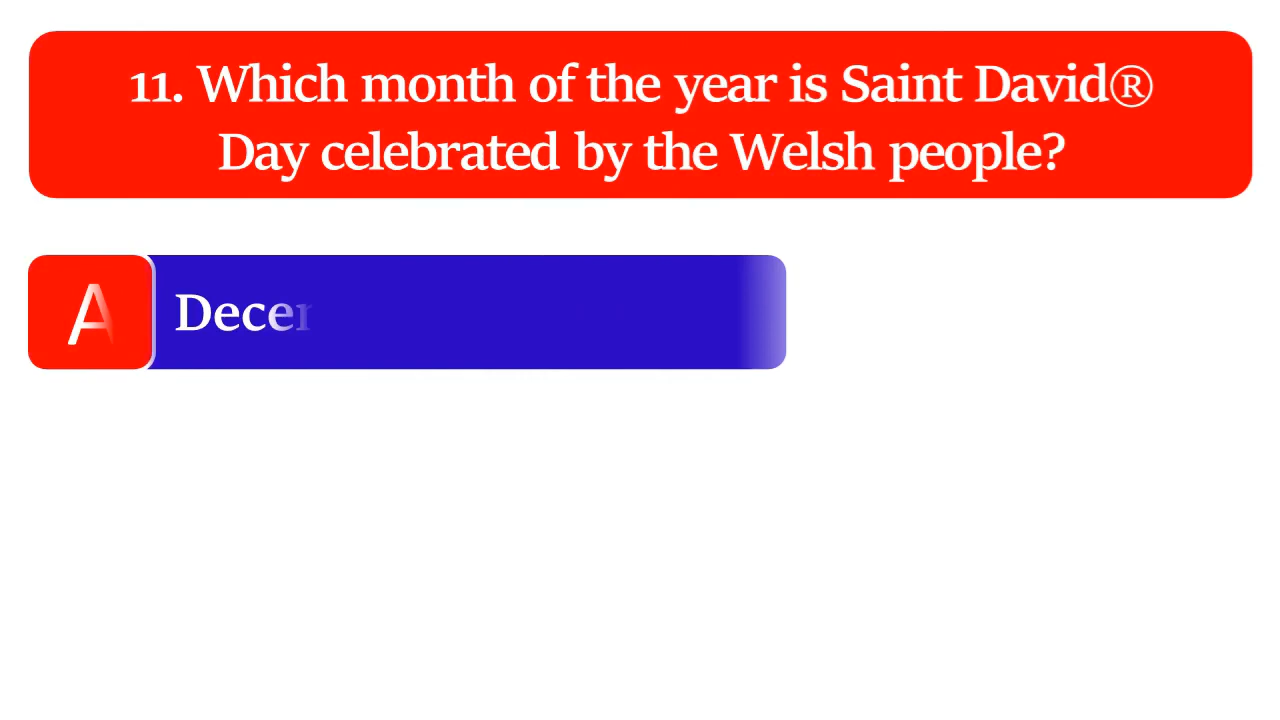 11. Which month of the year is Saint David®
Day celebrated by the Welsh people?
A